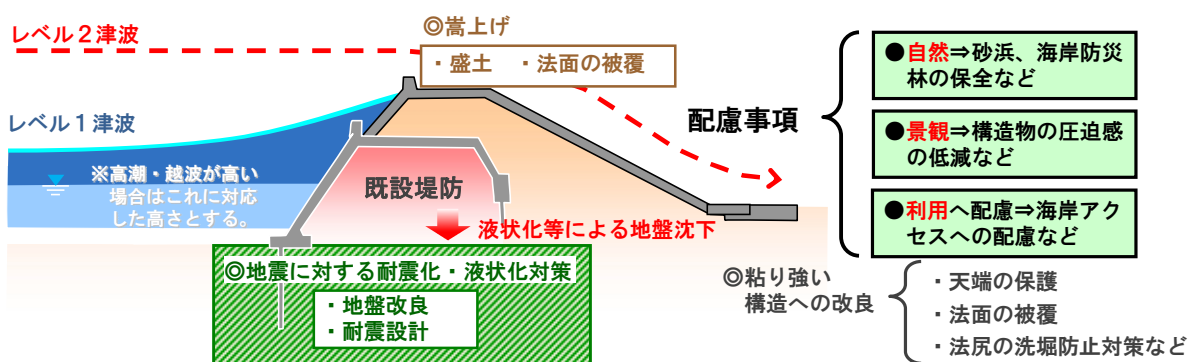 レベル２津波
◎嵩上げ
・盛土　・法面の被覆
レベル１津波
※高潮・越波が高い
場合はこれに対応
した高さとする。
既設堤防
液状化等による地盤沈下
◎地震に対する耐震化・液状化対策
・地盤改良
・耐震設計
配慮事項
●自然⇒砂浜、海岸防災
林の保全など
●景観⇒構造物の圧迫感
の低減など
●利用へ配慮⇒海岸アク
セスへの配慮など
◎粘り強い
構造への改良
・天端の保護
・法面の被覆
・法尻の洗堀防止対策など